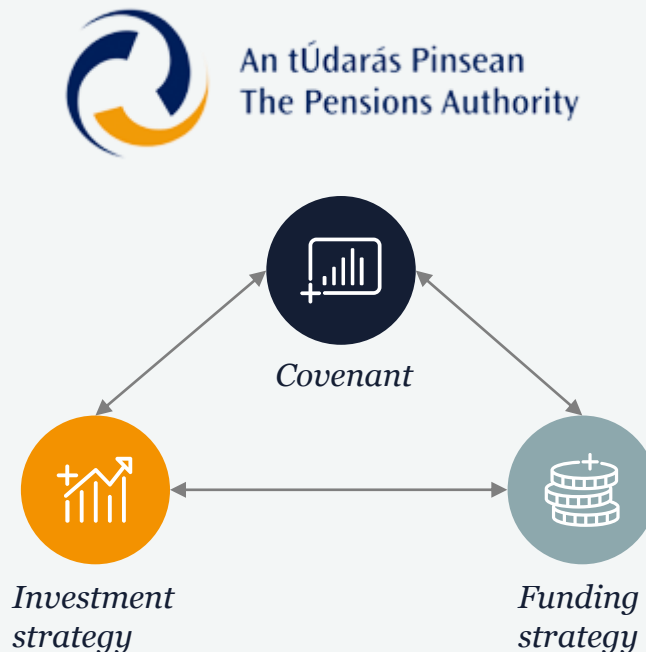 An tÚdarás Pinsean
The Pensions Authority
Covenant
Investment
strategy
Funding
strategy